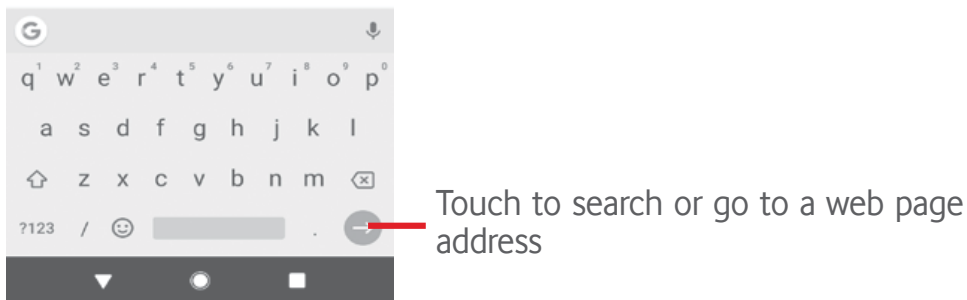 G
q1 w2 e3 r4 t5 y6 u7 i8 o9 p0
a s d f g h j k l
z x c v b n m
?123 / .
Touch to search or go to a web page
address